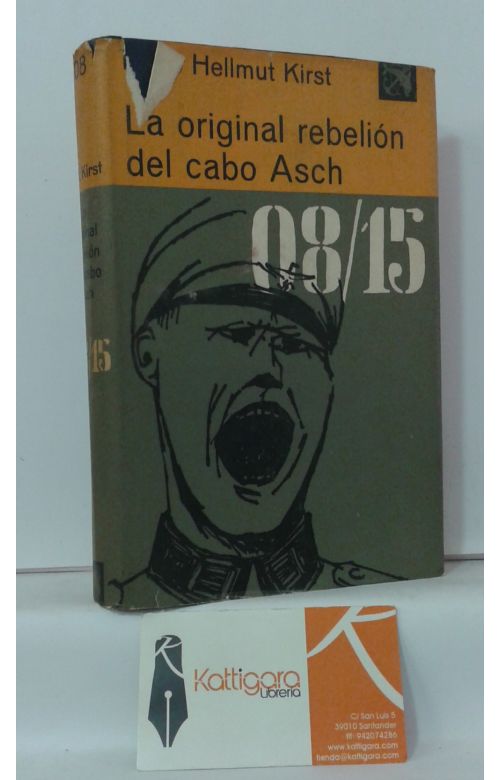 Hellmut Kirst
La original rebelión
del cabo Asch
08/15
Kirst
15
Kattigara
Librería
C/ San Luis 5
39010 Santander
tlf: 942074286
www.kattigara.com
tienda@kattigara.com